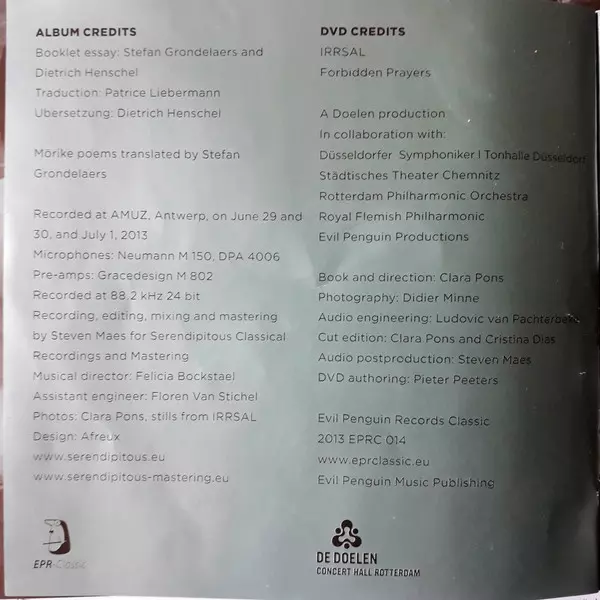 ALBUM CREDITS
Booklet essay: Stefan Grondelaers and
Dietrich Henschel
Traduction: Patrice Liebermann
Übersetzung: Dietrich Henschel
Mörike poems translated by Stefan
Grondelaers
Recorded at AMUZ, Antwerp, on June 29 and
30, and July 1, 2013
Microphones: Neumann M 150, DPA 4006
Pre-amps: Gracedesign M 802
Recorded at 88.2 kHz 24 bit
Recording, editing, mixing and mastering
by Steven Maes for Serendipitous Classical
Recordings and Mastering
Musical director: Felicia Bockstael
Assistant engineer: Floren Van Stichel
Photos: Clara Pons, stills from IRRSAL
Design: Afreux
www.serendipitous.eu
www.serendipitous-mastering.eu
EPR-Classic
DVD CREDITS
IRRSAL
Forbidden Prayers
A Doelen production
In collaboration with:
Düsseldorfer Symphoniker | Tonhalle Düsseldorf
Städtisches Theater Chemnitz
Rotterdam Philharmonic Orchestra
Royal Flemish Philharmonic
Evil Penguin Productions
Book and direction: Clara Pons
Photography: Didier Minne
Audio engineering: Ludovic van Pachterbeke
Cut edition: Clara Pons and Cristina Dias
Audio postproduction: Steven Maes
DVD authoring: Pieter Peeters
Evil Penguin Records Classic
2013 EPRC 014
www.eprclassic.eu
Evil Penguin Music Publishing
DE DOELEN
CONCERT HALL ROTTERDAM